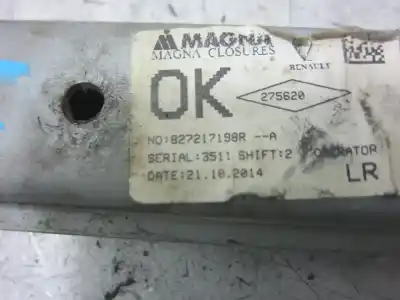 MAGNA
MAGNA CLOSURES
RENAULT
OK
275620
NO:827217198R --A
SERIAL:3511 SHIFT:2
DATE:21.10.2014
LR